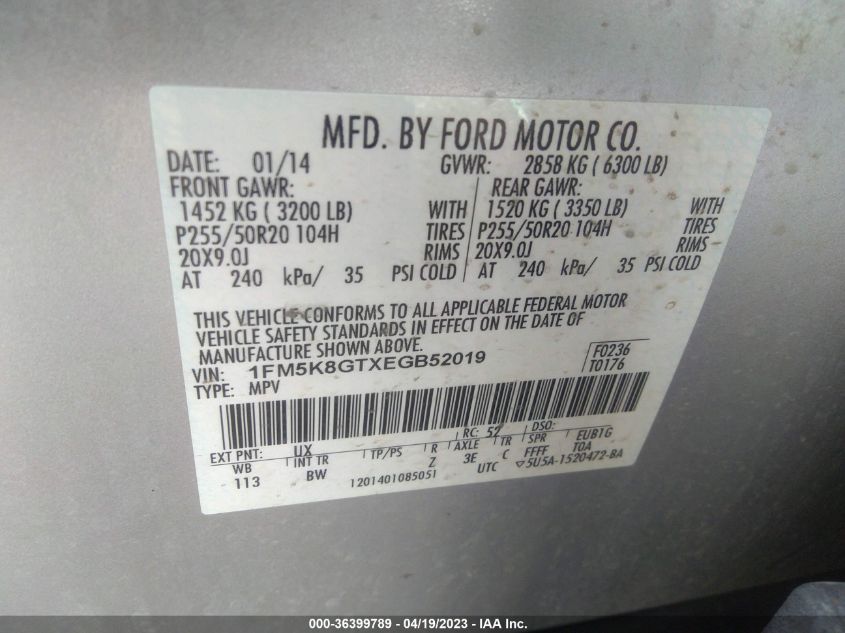 MFD. BY FORD MOTOR CO.
DATE: 01/14 GVWR: 2858 KG ( 6300 LB)
FRONT GAWR: REAR GAWR:
1452 KG ( 3200 LB) WITH 1520 KG ( 3350 LB) WITH
P255/50R20 104H TIRES P255/50R20 104H TIRES
20X9.0J RIMS 20X9.0J RIMS
AT 240 kPa/ 35 PSI COLD AT 240 kPa/ 35 PSI COLD
THIS VEHICLE CONFORMS TO ALL APPLICABLE FEDERAL MOTOR
VEHICLE SAFETY STANDARDS IN EFFECT ON THE DATE OF
MANUFACTURE SHOWN ABOVE.
VIN: 1FM5K8GTXEGB52019 F0236
TYPE: MPV T0176
EXT PNT: UX RC: 52 DSO:
WB INT TR TP/PS R AXLE TR SPR EUB1G
113 BW Z 3E C FFFF TOA
1201401085051 UTC 5U5A-1520472-BA
000-36399789 - 04/19/2023 - IAA Inc.